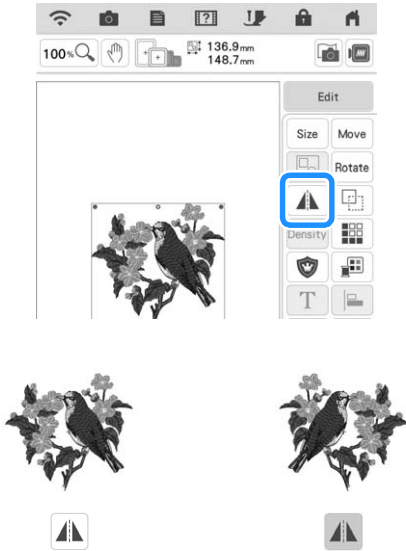 100%
136.9mm
148.7mm
Edit
Size Move
Rotate
Density
T